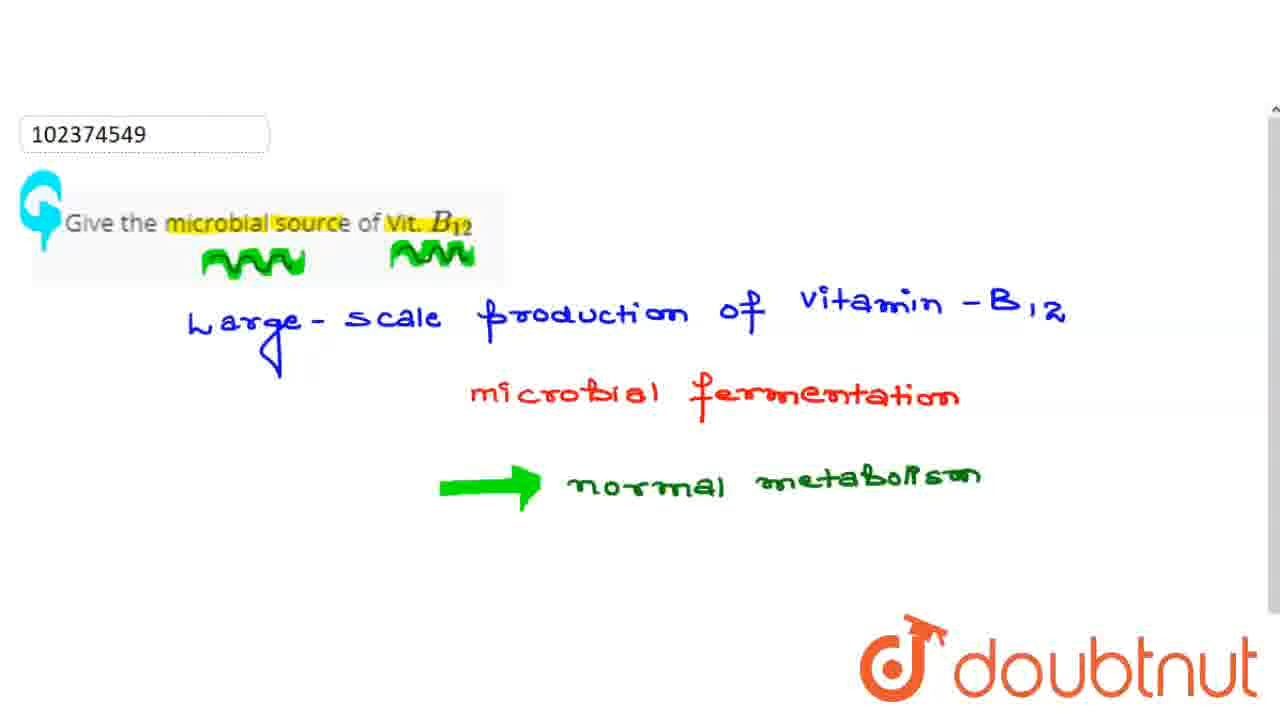 102374549
Give the microbial source of Vit. B12
Large-scale production of vitamin-B12
microbial fermentation
normal metabolism
doubtnut